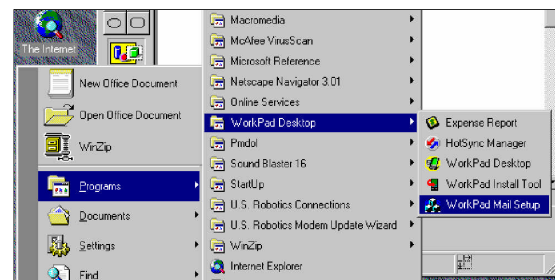 The Internet
New Office Document
Open Office Document
WinZip
Programs
Documents
Settings
Find
Macromedia
McAfee VirusScan
Microsoft Reference
Netscape Navigator 3.01
Online Services
WorkPad Desktop
Pmdol
Sound Blaster 16
StartUp
U.S. Robotics Connections
U.S. Robotics Modem Update Wizard
WinZip
Internet Explorer
Expense Report
HotSync Manager
WorkPad Desktop
WorkPad Install Tool
WorkPad Mail Setup